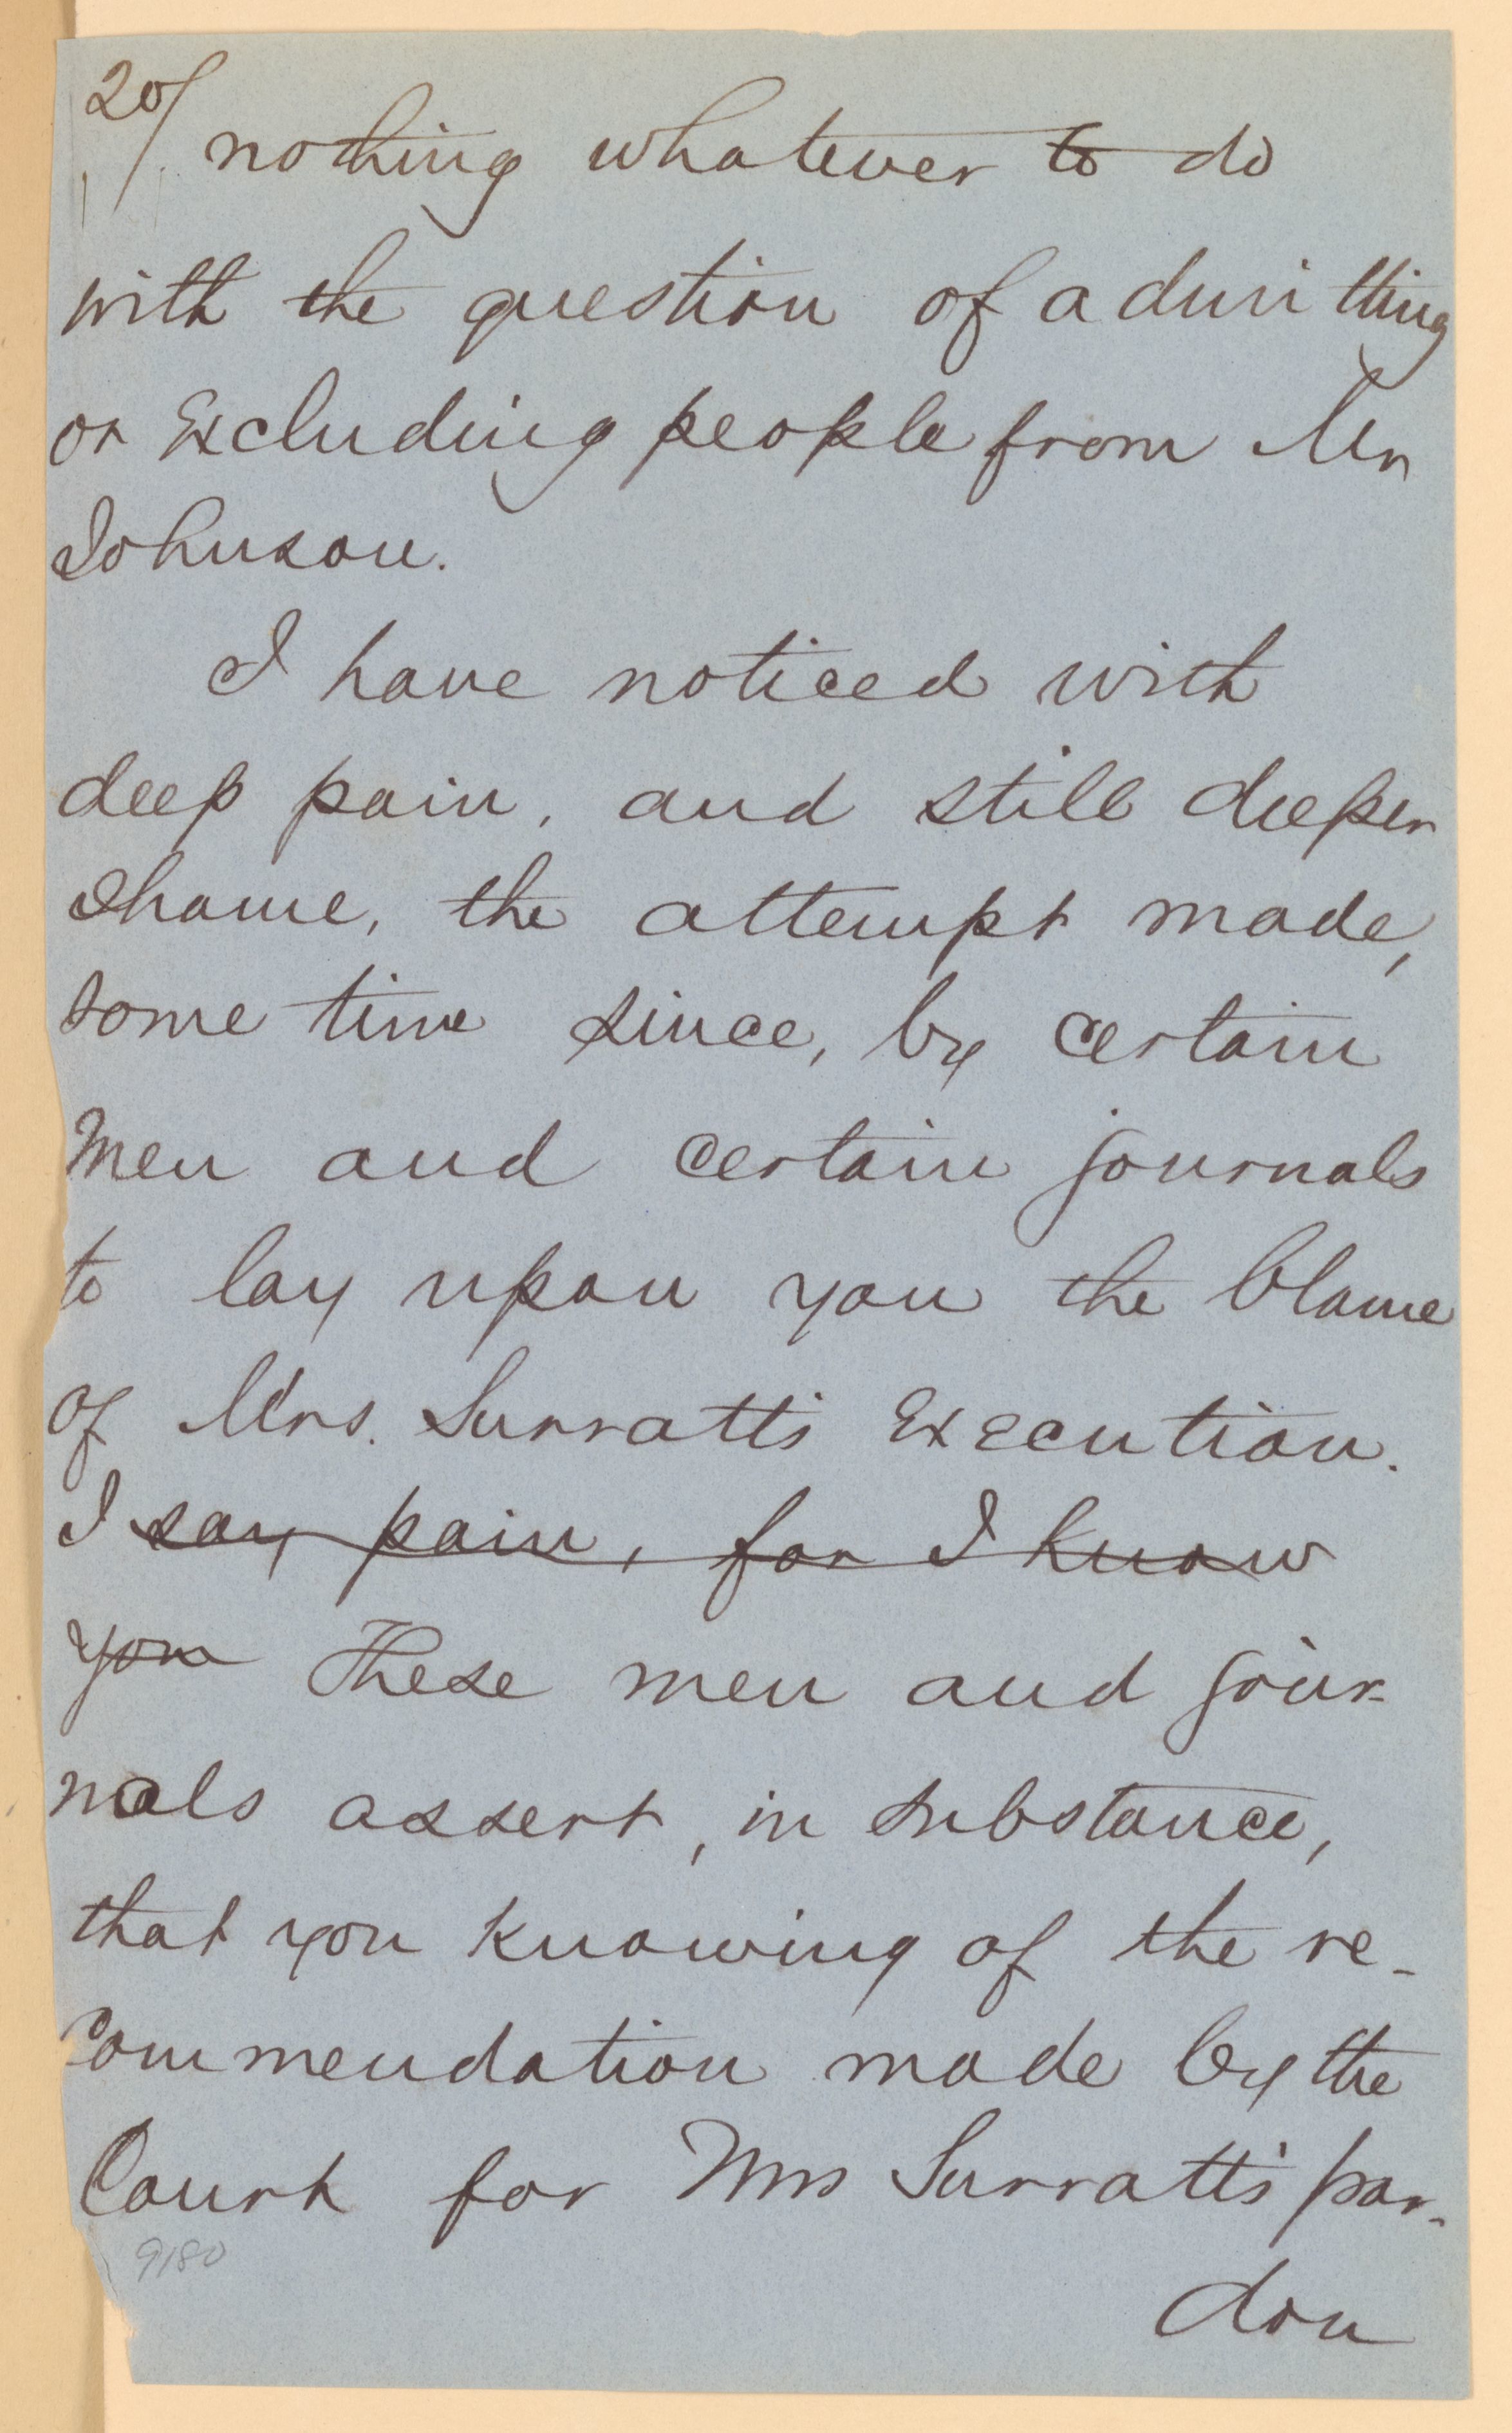 20/
nothing whatever to do
with the question of admitting
or Excluding people from Mr
Johnson.
I have noticed with
deep pain, and still deeper
shame, the attempt made,
some time since, by certain
men and certain journals
to lay upon you the blame
of Mrs. Surratt's Execution.
I say pain, for I know
you These men and jour-
nals assert, in substance,
that you knowing of the re-
commendation made by the
Court for Mrs Surratt's par-
don
9180